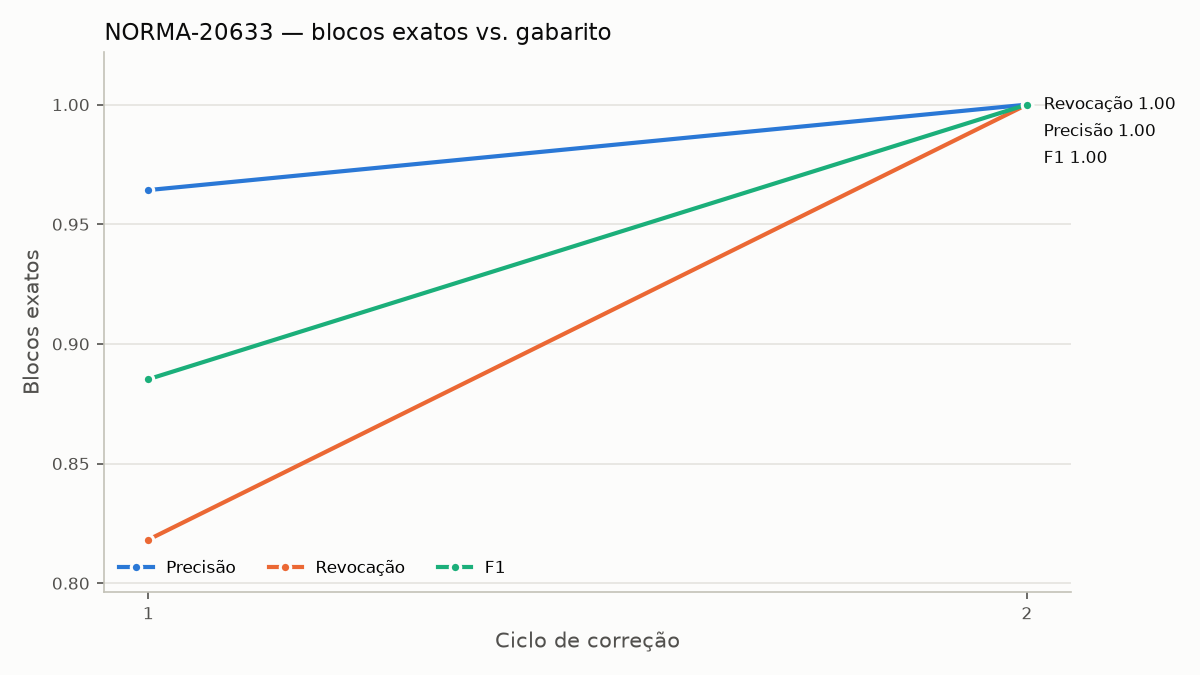 NORMA-20633 — blocos exatos vs. gabarito
Blocos exatos
1.00
0.95
0.90
0.85
0.80
Revocação 1.00
Precisão 1.00
F1 1.00
Precisão
Revocação
F1
1
2
Ciclo de correção